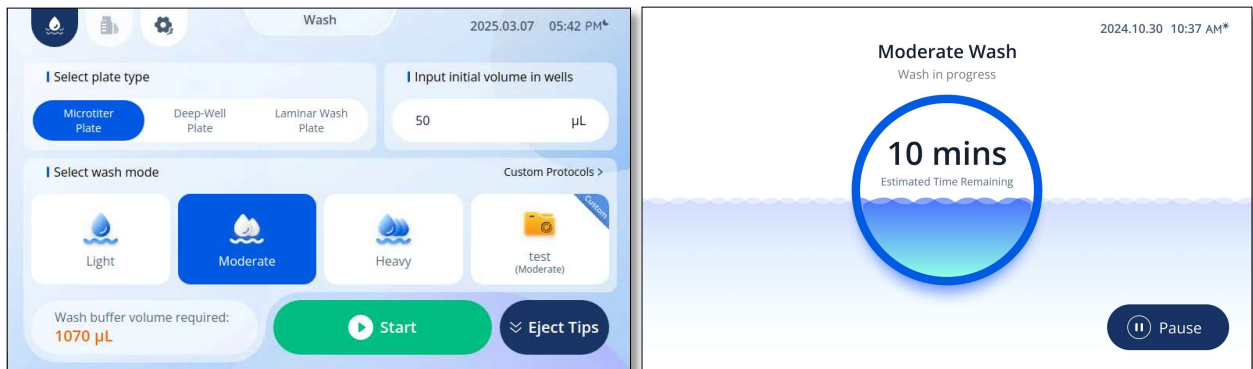 Wash
2025.03.07 05:42 PM
Select plate type
Microtiter
Plate
Deep-Well
Plate
Laminar Wash
Plate
Input initial volume in wells
50 µL
Select wash mode
Custom Protocols >
Light
Moderate
Heavy
Custom
test
(Moderate)
Wash buffer volume required:
1070 µL
Start
Eject Tips
2024.10.30 10:37 AM
Moderate Wash
Wash in progress
10 mins
Estimated Time Remaining
Pause